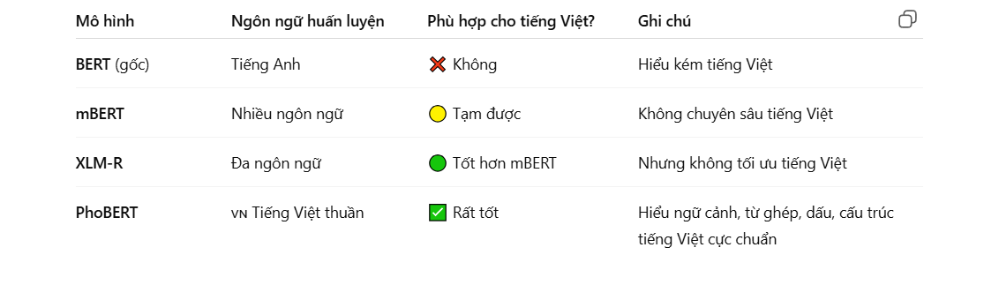 Mô hình Ngôn ngữ huấn luyện Phù hợp cho tiếng Việt? Ghi chú
BERT (gốc) Tiếng Anh ❌ Không Hiểu kém tiếng Việt
mBERT Nhiều ngôn ngữ 🟡 Tạm được Không chuyên sâu tiếng Việt
XLM-R Đa ngôn ngữ 🟢 Tốt hơn mBERT Nhưng không tối ưu tiếng Việt
PhoBERT VN Tiếng Việt thuần ✅ Rất tốt Hiểu ngữ cảnh, từ ghép, dấu, cấu trúc
tiếng Việt cực chuẩn